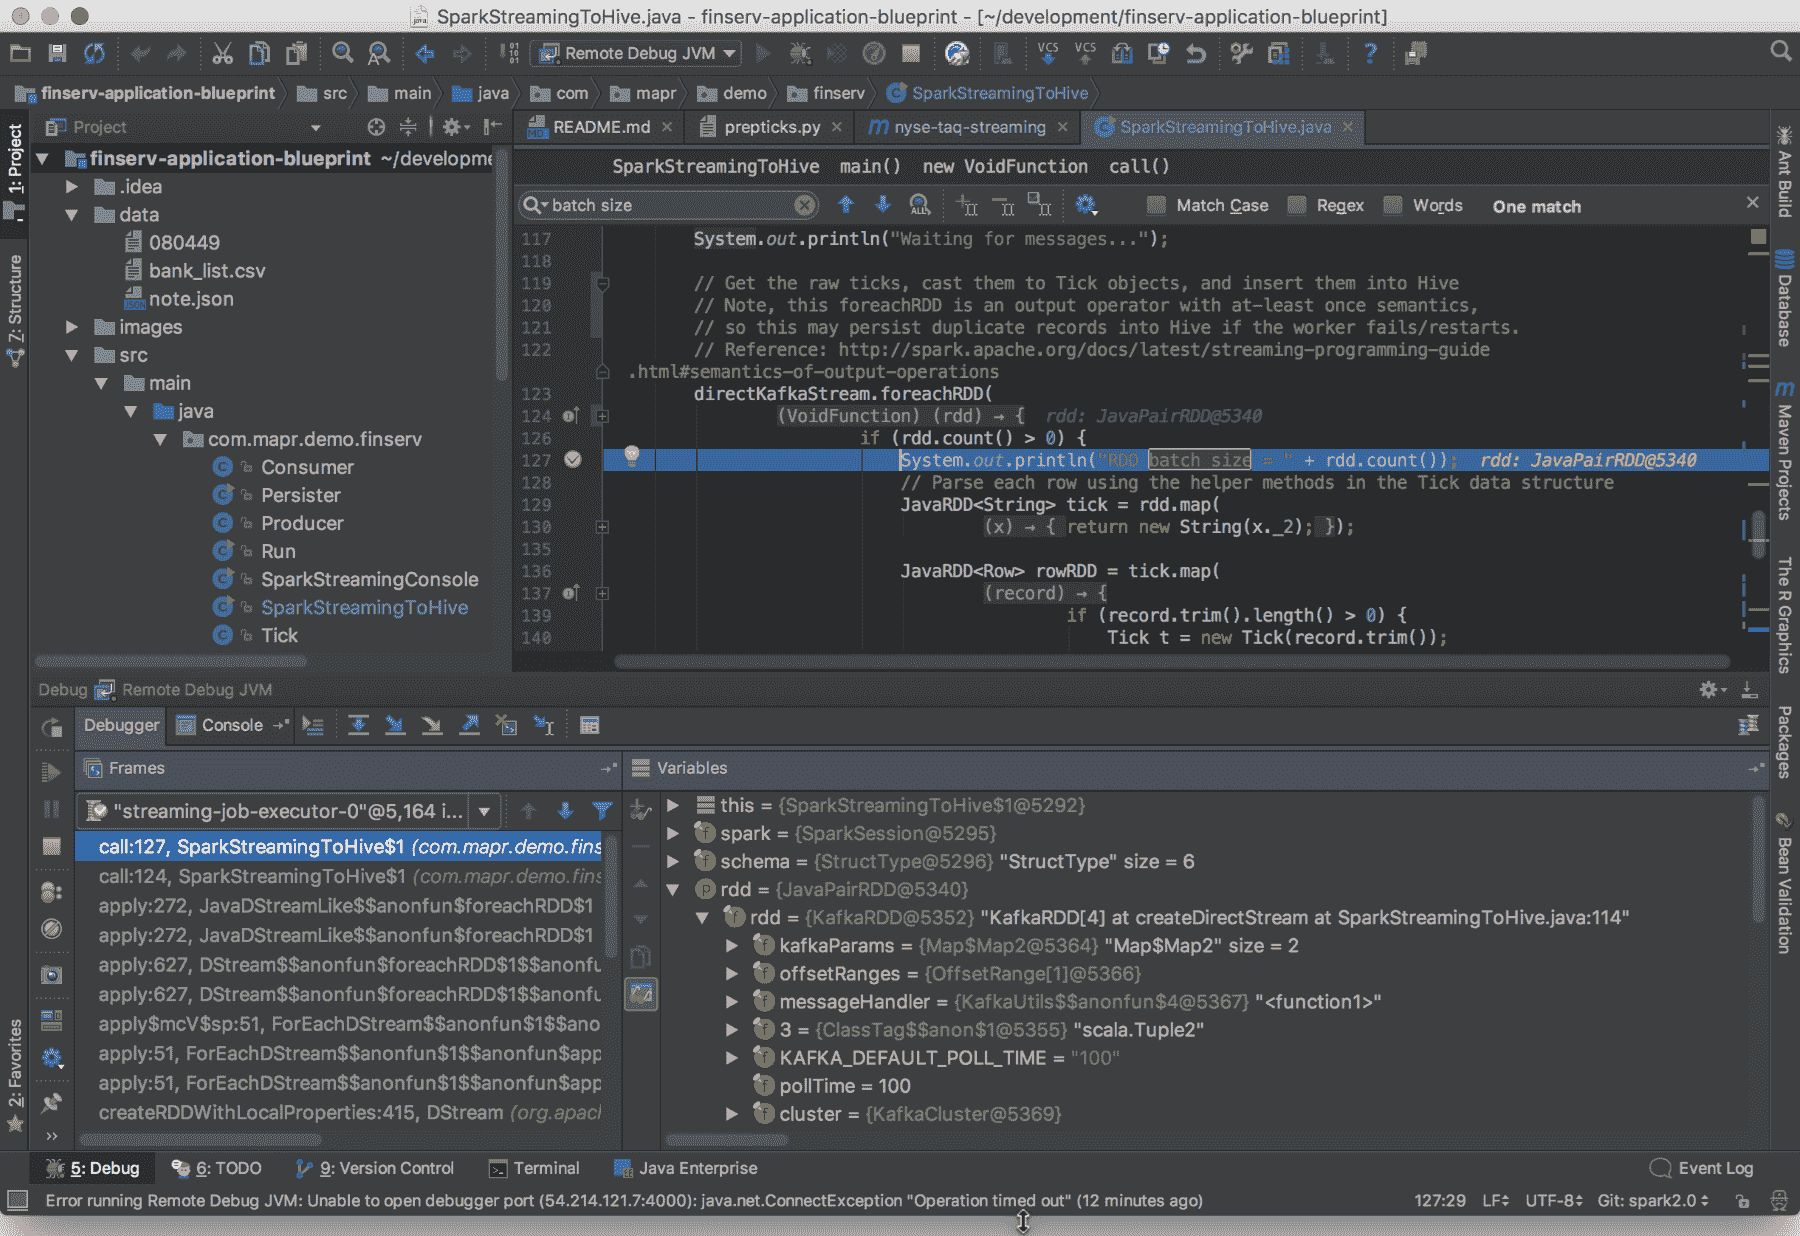 SparkStreamingToHive.java - finserv-application-blueprint - [~/development/finserv-application-blueprint]
Remote Debug JVM
VCS VCS
finserv-application-blueprint src main java com mapr demo finserv SparkStreamingToHive
1: Project
7: Structure
2: Favorites
Project
finserv-application-blueprint ~/developme
.idea
data
080449
bank_list.csv
note.json
images
src
main
java
com.mapr.demo.finserv
Consumer
Persister
Producer
Run
SparkStreamingConsole
SparkStreamingToHive
Tick
README.md prepticks.py nyse-taq-streaming SparkStreamingToHive.java
SparkStreamingToHive main() new VoidFunction call()
batch size Match Case Regex Words One match
117 System.out.println("Waiting for messages...");
118
119 // Get the raw ticks, cast them to Tick objects, and insert them into Hive
120 // Note, this foreachRDD is an output operator with at-least once semantics,
121 // so this may persist duplicate records into Hive if the worker fails/restarts.
122 // Reference: http://spark.apache.org/docs/latest/streaming-programming-guide
.html#semantics-of-output-operations
123 directKafkaStream.foreachRDD(
124 (VoidFunction) (rdd) → { rdd: JavaPairRDD@5340
126 if (rdd.count() > 0) {
127 System.out.println("RDD batch size = " + rdd.count()); rdd: JavaPairRDD@5340
128 // Parse each row using the helper methods in the Tick data structure
129 JavaRDD<String> tick = rdd.map(
130 (x) → { return new String(x._2); });
135
136 JavaRDD<Row> rowRDD = tick.map(
137 (record) → {
139 if (record.trim().length() > 0) {
140 Tick t = new Tick(record.trim());
Ant Build
Database
Maven Projects
The R Graphics
Packages
Bean Validation
Debug Remote Debug JVM
Debugger Console
Frames
"streaming-job-executor-0"@5,164 i...
call:127, SparkStreamingToHive$1 (com.mapr.demo.fins
call:124, SparkStreamingToHive$1 (com.mapr.demo.fins
apply:272, JavaDStreamLike$$anonfun$foreachRDD$1
apply:272, JavaDStreamLike$$anonfun$foreachRDD$1
apply:627, DStream$$anonfun$foreachRDD$1$$anonfu
apply:627, DStream$$anonfun$foreachRDD$1$$anonfu
apply$mcV$sp:51, ForEachDStream$$anonfun$1$$ano
apply:51, ForEachDStream$$anonfun$1$$anonfun$app
apply:51, ForEachDStream$$anonfun$1$$anonfun$app
createRDDWithLocalProperties:415, DStream (org.apacl
Variables
this = {SparkStreamingToHive$1@5292}
spark = {SparkSession@5295}
schema = {StructType@5296} "StructType" size = 6
rdd = {JavaPairRDD@5340}
rdd = {KafkaRDD@5352} "KafkaRDD[4] at createDirectStream at SparkStreamingToHive.java:114"
kafkaParams = {Map$Map2@5364} "Map$Map2" size = 2
offsetRanges = {OffsetRange[1]@5366}
messageHandler = {KafkaUtils$$anonfun$4@5367} "<function1>"
3 = {ClassTag$$anon$1@5355} "scala.Tuple2"
KAFKA_DEFAULT_POLL_TIME = "100"
pollTime = 100
cluster = {KafkaCluster@5369}
5: Debug 6: TODO 9: Version Control Terminal Java Enterprise Event Log
Error running Remote Debug JVM: Unable to open debugger port (54.214.121.7:4000): java.net.ConnectException "Operation timed out" (12 minutes ago) 127:29 LF UTF-8 Git: spark2.0